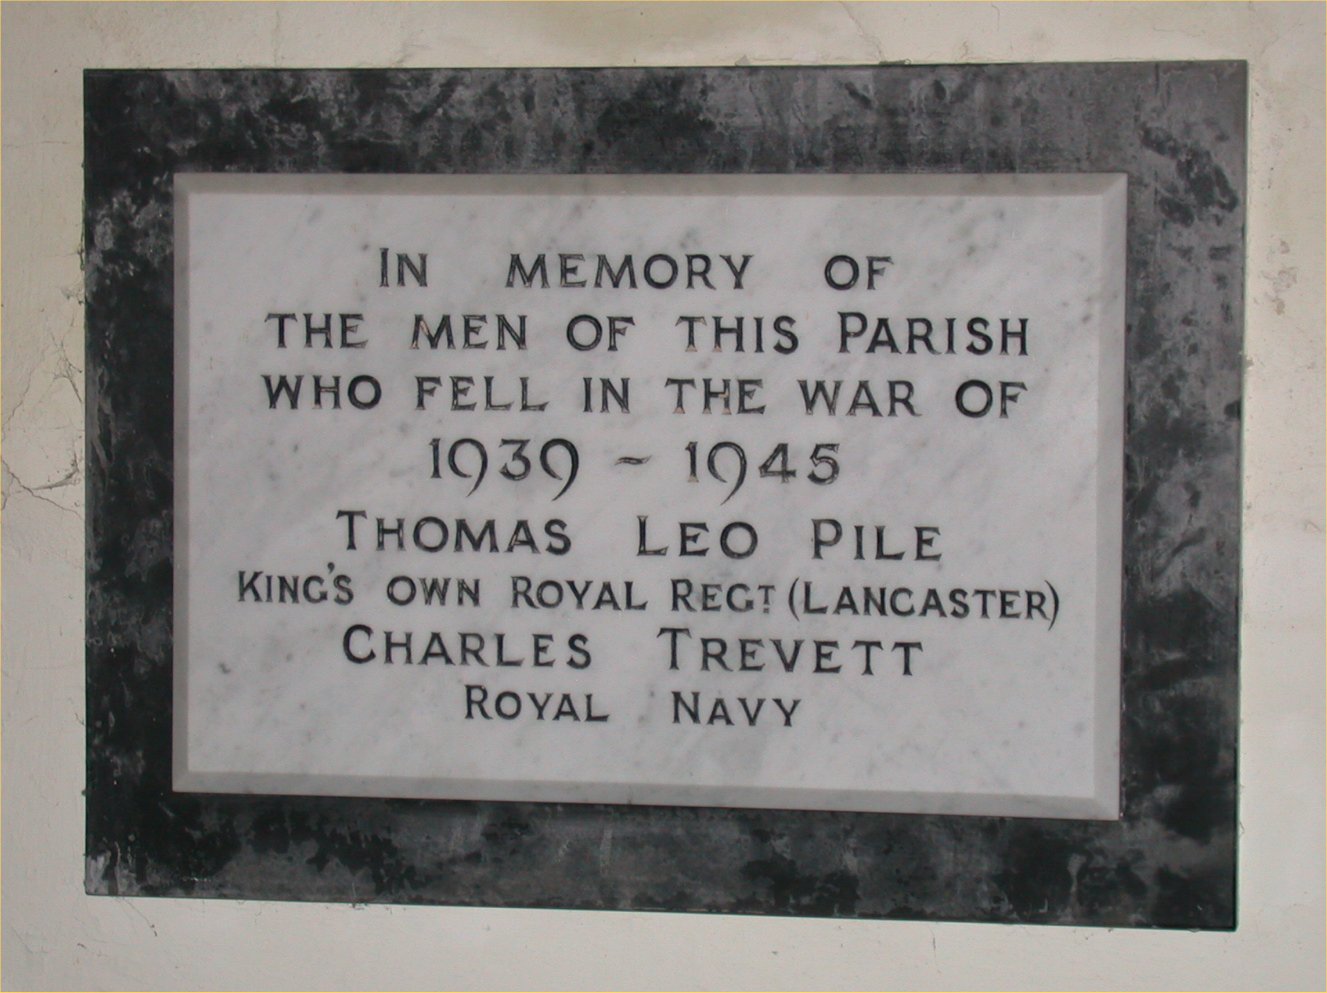 IN MEMORY OF
THE MEN OF THIS PARISH
WHO FELL IN THE WAR OF
1939 ~ 1945
THOMAS LEO PILE
KING'S OWN ROYAL REGT (LANCASTER)
CHARLES TREVETT
ROYAL NAVY